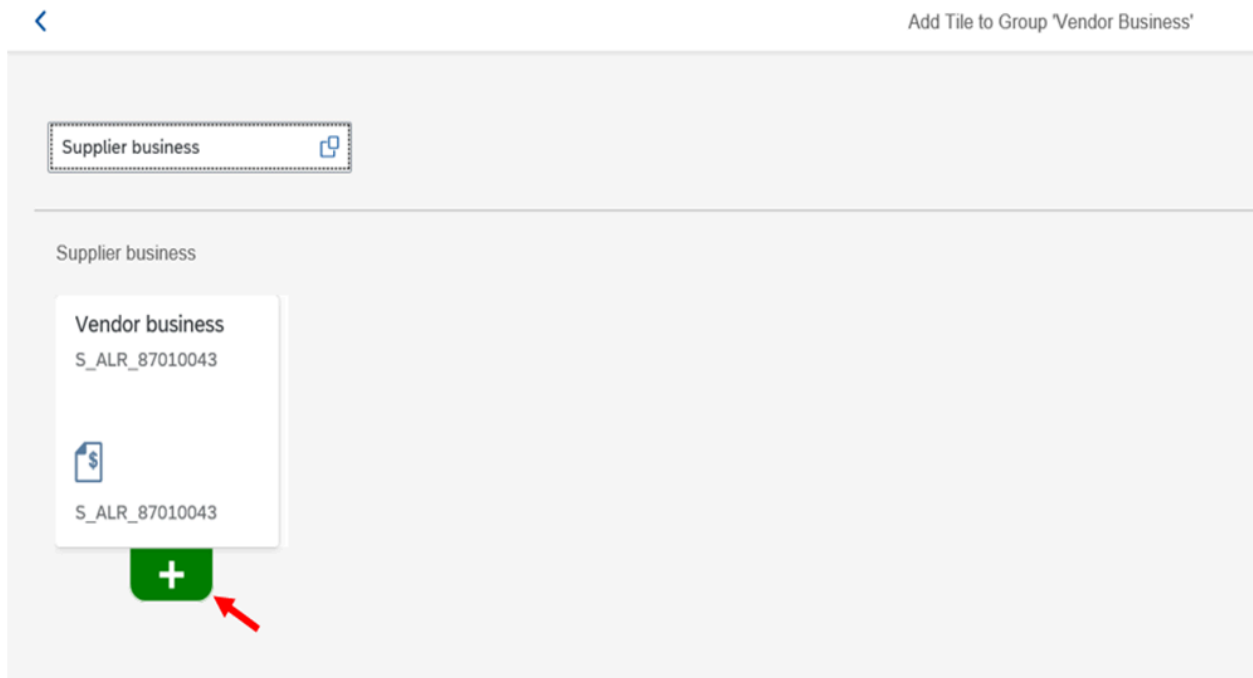 Add Tile to Group 'Vendor Business'
Supplier business
Supplier business
Vendor business
S_ALR_87010043
$
S_ALR_87010043